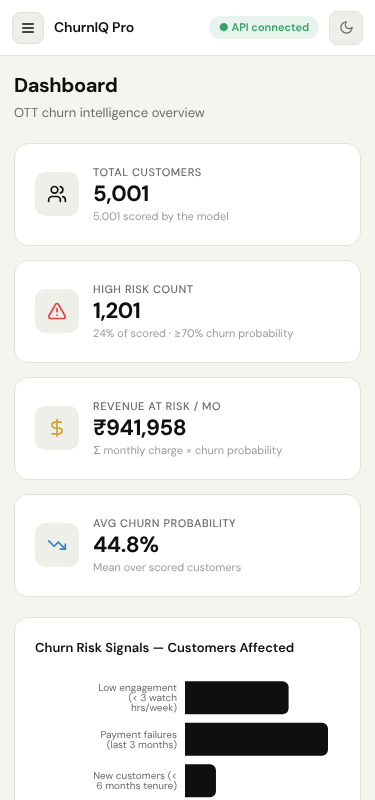 ChurnIQ Pro
API connected
Dashboard
OTT churn intelligence overview
TOTAL CUSTOMERS
5,001
5,001 scored by the model
HIGH RISK COUNT
1,201
24% of scored · ≥70% churn probability
REVENUE AT RISK / MO
₹941,958
Σ monthly charge × churn probability
AVG CHURN PROBABILITY
44.8%
Mean over scored customers
Churn Risk Signals — Customers Affected
Low engagement
(< 3 watch
hrs/week)
Payment failures
(last 3 months)
New customers (<
6 months tenure)